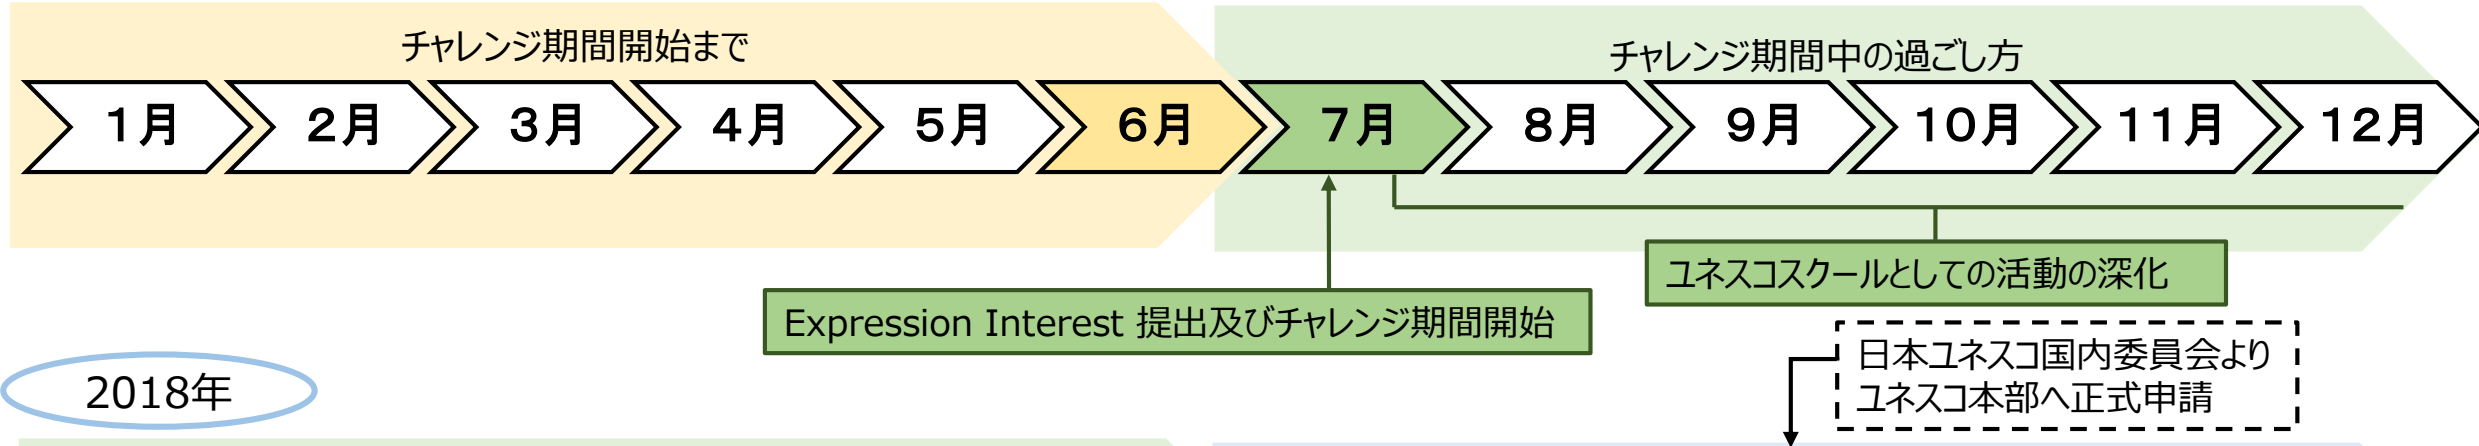 チャレンジ期間開始まで
チャレンジ期間中の過ごし方
1月 2月 3月 4月 5月 6月 7月 8月 9月 10月 11月 12月
ユネスコスクールとしての活動の深化
Expression Interest 提出及びチャレンジ期間開始
日本ユネスコ国内委員会より
ユネスコ本部へ正式申請
2018年